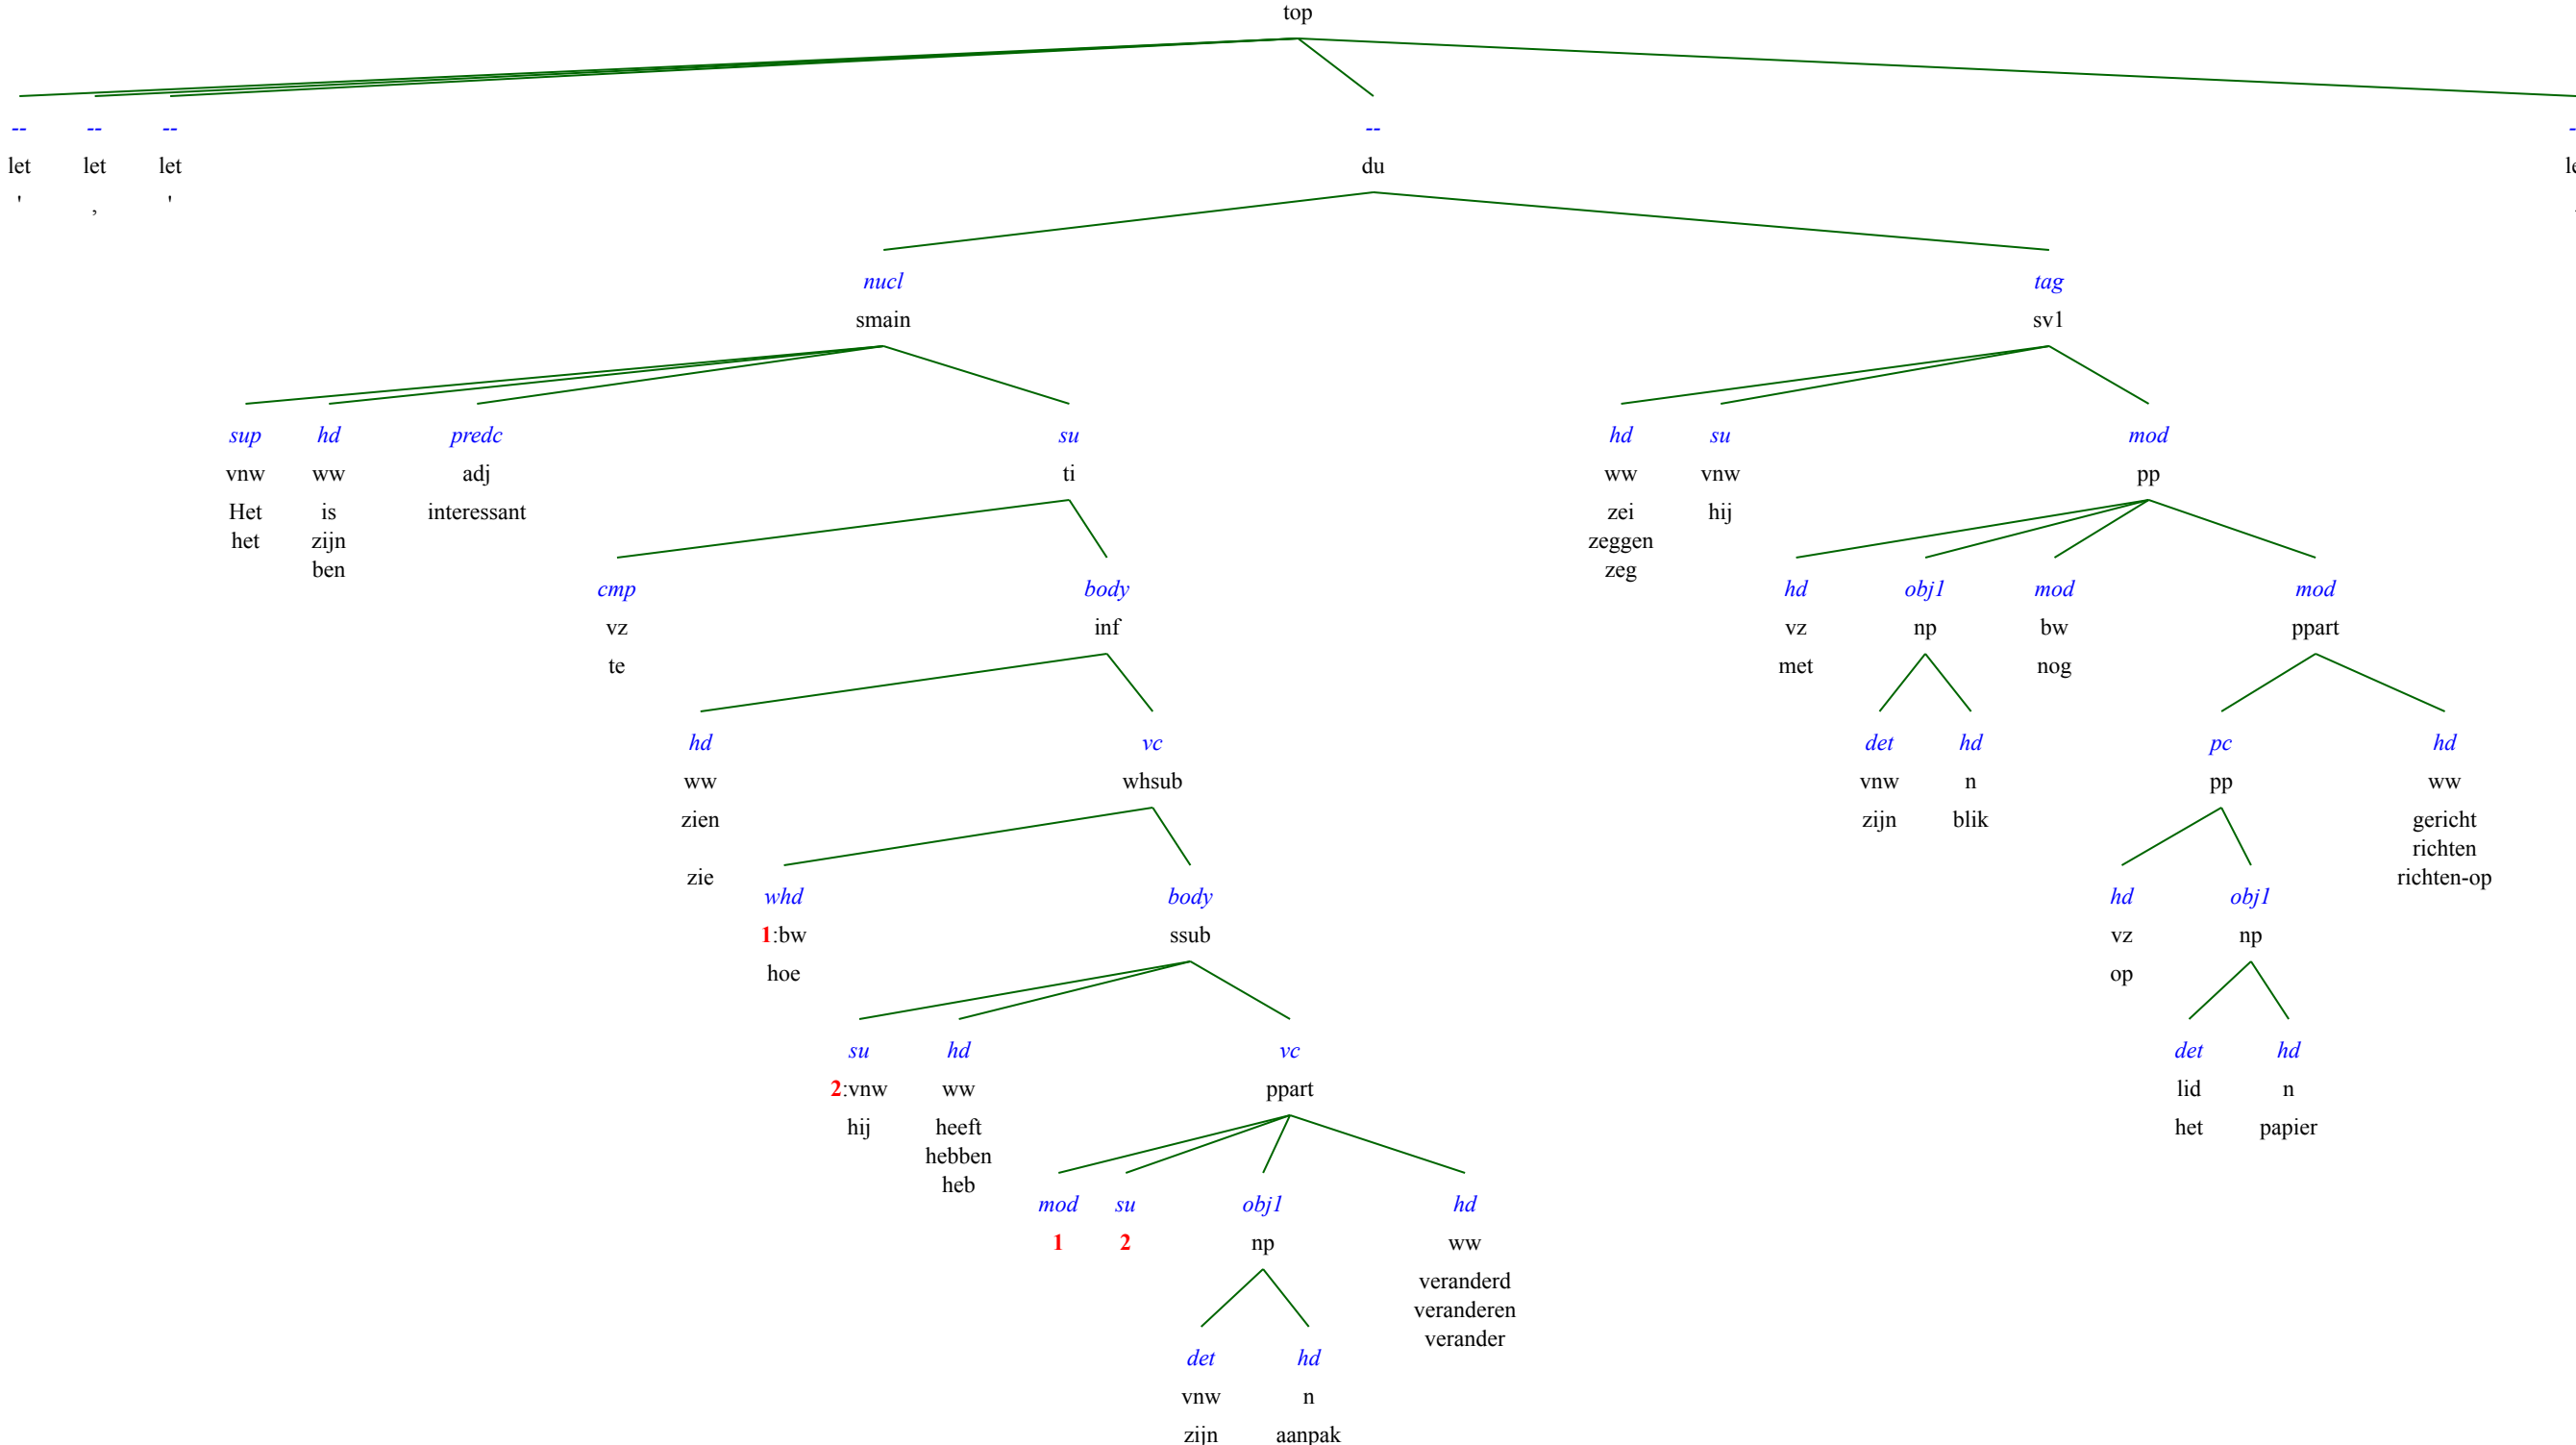 top
-- -- -- -- -
let let let du le
' , '
nucl tag
smain sv1
sup hd predc su hd su mod
vnw ww adj ti ww vnw pp
Het is interessant zei hij
het zijn zeggen
ben zeg
cmp body hd obj1 mod mod
vz inf vz np bw ppart
te met nog
hd vc det hd pc hd
ww whsub vnw n pp ww
zien zijn blik gericht
richten
zie richten-op
whd body hd obj1
1:bw ssub vz np
hoe op
su hd vc det hd
2:vnw ww ppart lid n
hij heeft het papier
hebben
heb
mod su obj1 hd
1 2 np ww
veranderd
veranderen
verander
det hd
vnw n
zijn aanpak